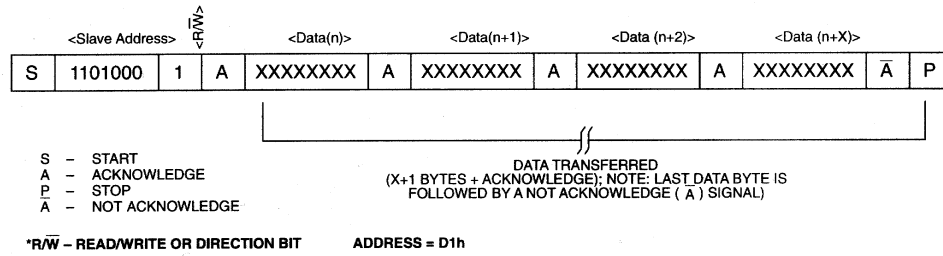 <Slave Address> <R/W̅> <Data(n)> <Data(n+1)> <Data (n+2)> <Data (n+X)>
S 1101000 1 A XXXXXXXX A XXXXXXXX A XXXXXXXX A XXXXXXXX A̅ P
S – START
A – ACKNOWLEDGE
P – STOP
A̅ – NOT ACKNOWLEDGE
DATA TRANSFERRED
(X+1 BYTES + ACKNOWLEDGE); NOTE: LAST DATA BYTE IS
FOLLOWED BY A NOT ACKNOWLEDGE ( A̅ ) SIGNAL)
*R/W̅ – READ/WRITE OR DIRECTION BIT ADDRESS = D1h